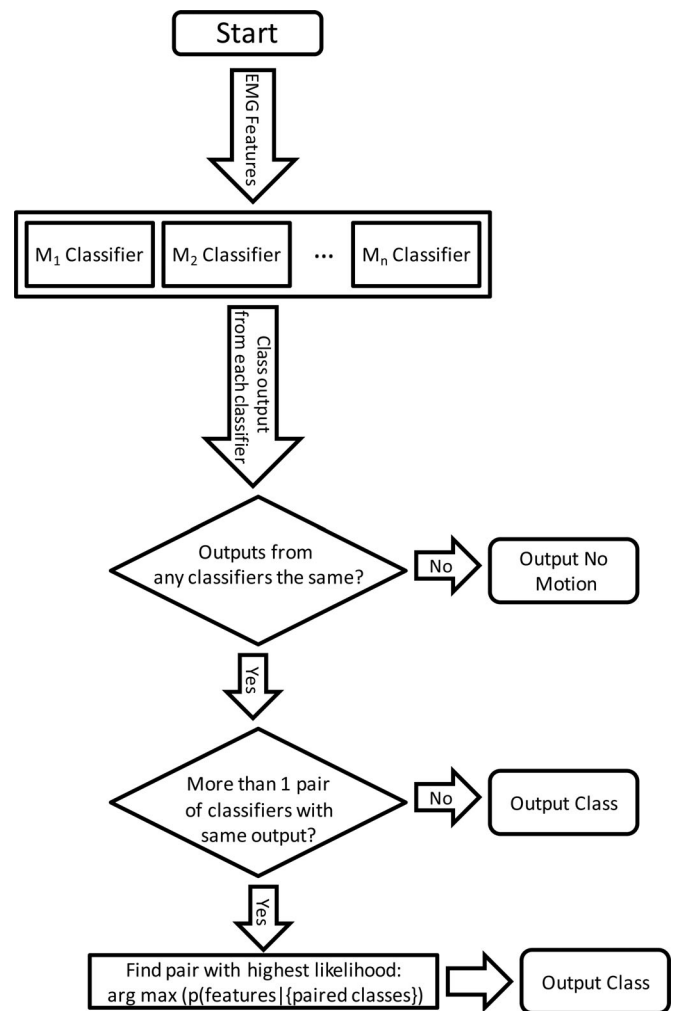 Start
EMG Features
M₁ Classifier
M₂ Classifier
...
Mₙ Classifier
Class output
from each classifier
Outputs from
any classifiers the same?
No
Output No
Motion
Yes
More than 1 pair
of classifiers with
same output?
No
Output Class
Yes
Find pair with highest likelihood:
arg max (p(features|{paired classes})
Output Class